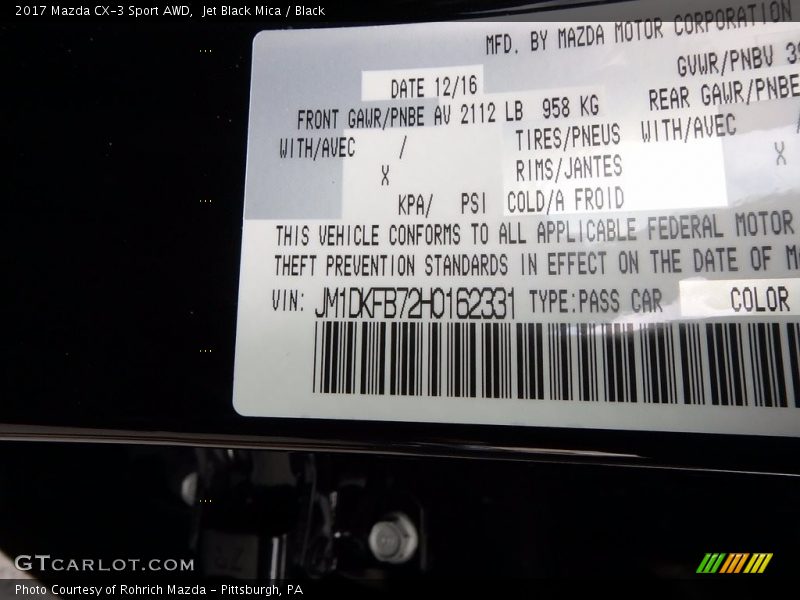 2017 Mazda CX-3 Sport AWD, Jet Black Mica / Black
MFD. BY MAZDA MOTOR CORPORATION
GVWR/PNBV
DATE 12/16
FRONT GAWR/PNBE AV 2112 LB 958 KG
REAR GAWR/PNBE
WITH/AVEC / TIRES/PNEUS WITH/AVEC
X RIMS/JANTES X
KPA/ PSI COLD/A FROID
THIS VEHICLE CONFORMS TO ALL APPLICABLE FEDERAL MOTOR
THEFT PREVENTION STANDARDS IN EFFECT ON THE DATE OF
VIN: JM1DKFB72H0162331 TYPE:PASS CAR COLOR
GTCARLOT.COM
Photo Courtesy of Rohrich Mazda - Pittsburgh, PA